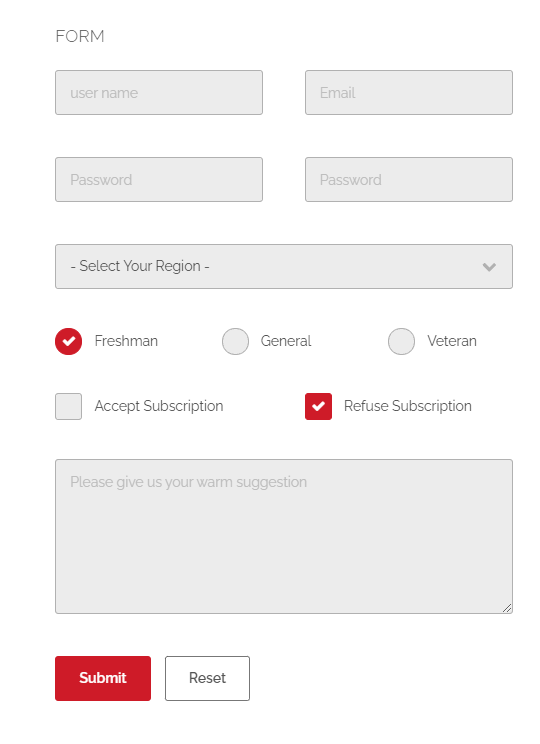 FORM
user name Email
Password Password
- Select Your Region -
Freshman General Veteran
Accept Subscription Refuse Subscription
Please give us your warm suggestion
Submit Reset